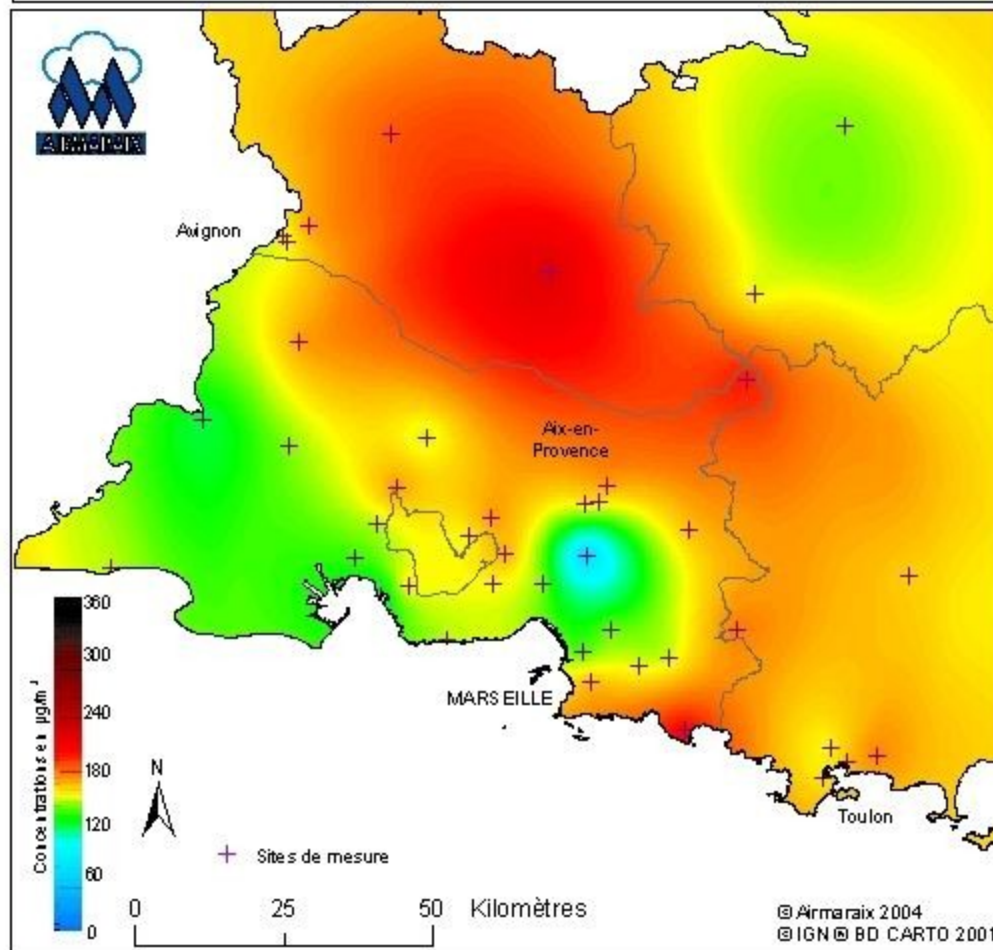 AIRMARAIX
Avignon
Aix-en-
Provence
MARSEILLE
Toulon
Concentrations en µg/m³
360
300
240
180
120
60
0
N
Sites de mesure
0 25 50 Kilomètres
© Airmaraix 2004
© IGN ® BD CARTO 2001